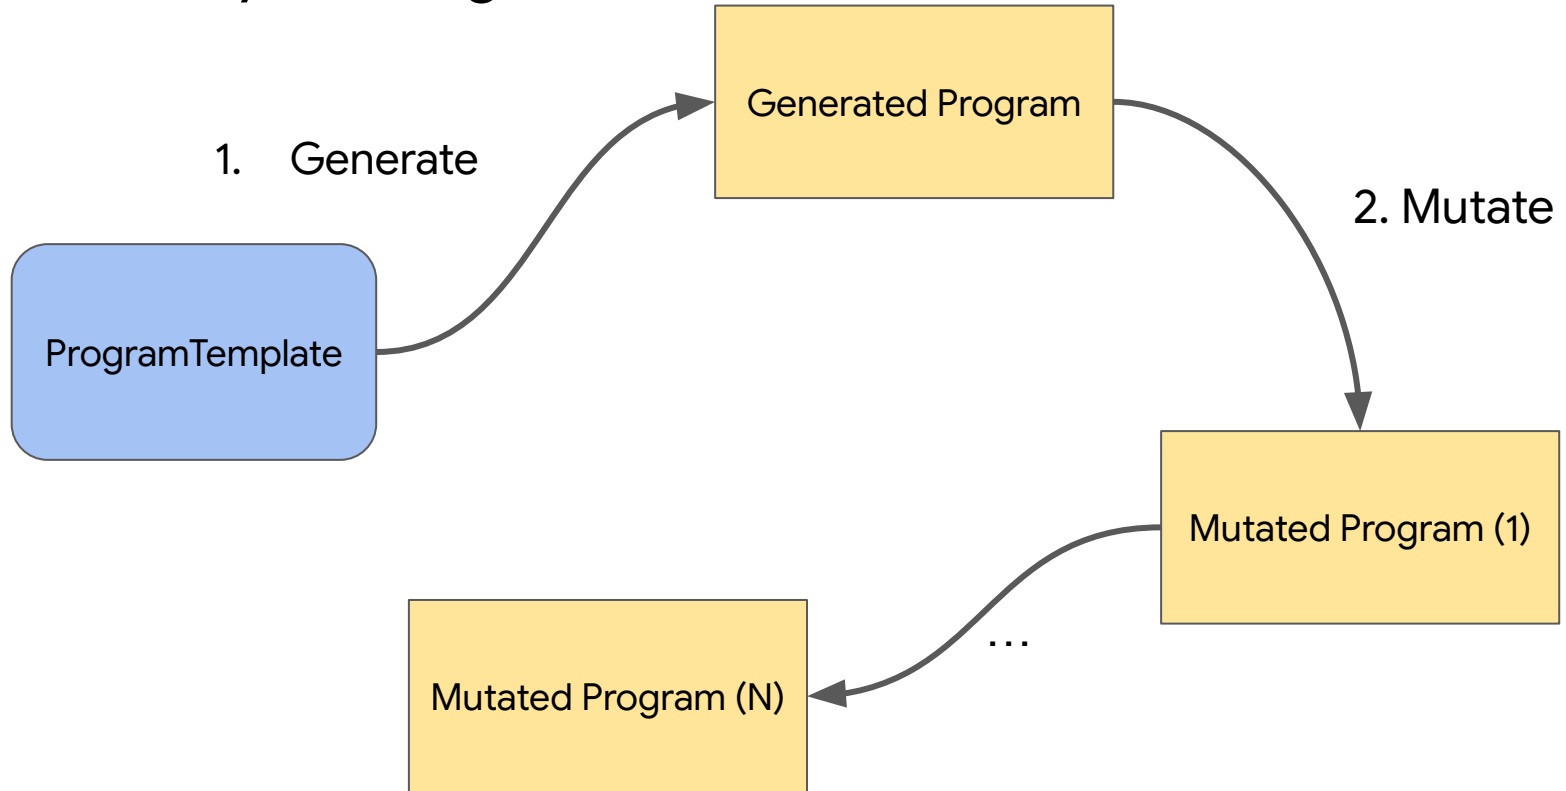 Generated Program
1. Generate
2. Mutate
ProgramTemplate
Mutated Program (1)
...
Mutated Program (N)